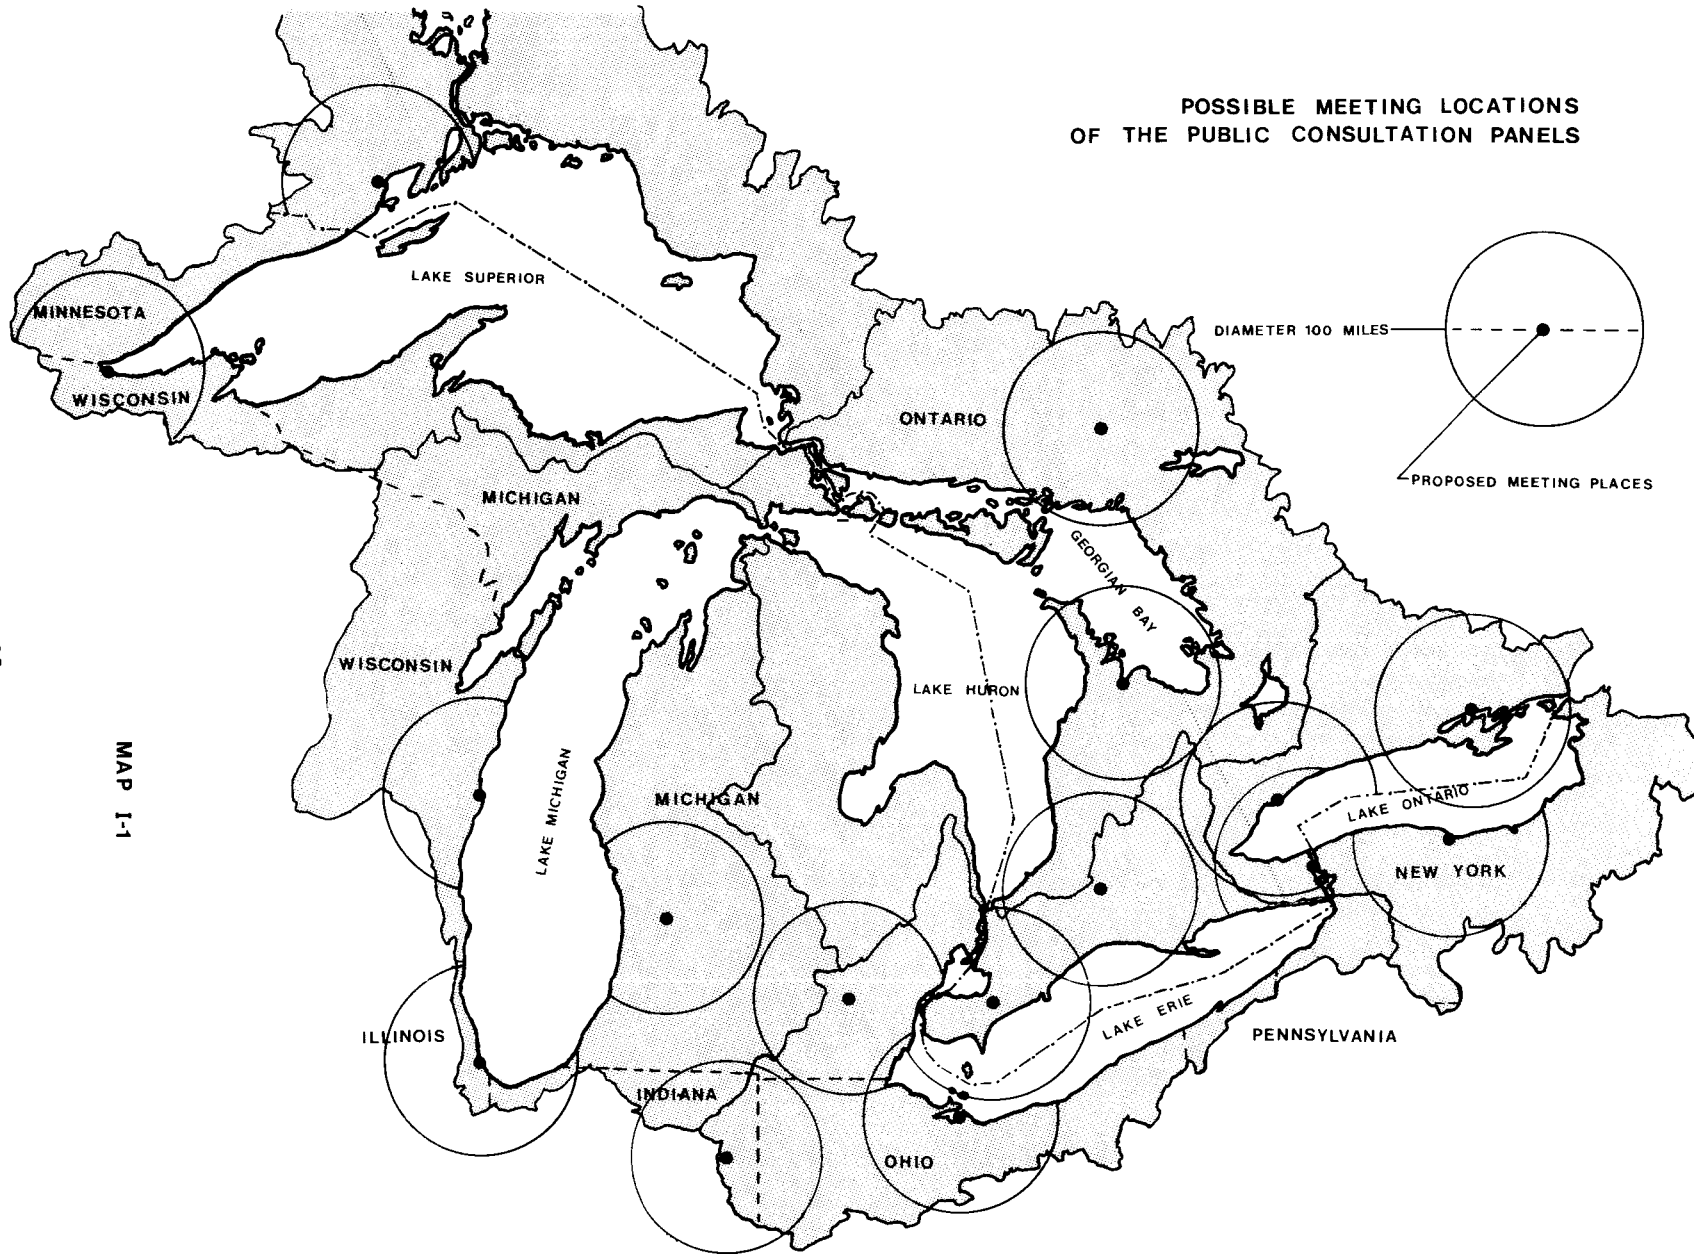 POSSIBLE MEETING LOCATIONS
OF THE PUBLIC CONSULTATION PANELS
LAKE SUPERIOR
MINNESOTA
DIAMETER 100 MILES
WISCONSIN
ONTARIO
PROPOSED MEETING PLACES
MICHIGAN
GEORGIAN BAY
WISCONSIN
LAKE HURON
MAP I-1
LAKE MICHIGAN
MICHIGAN
LAKE ONTARIO
NEW YORK
LAKE ERIE
ILLINOIS
PENNSYLVANIA
INDIANA
OHIO